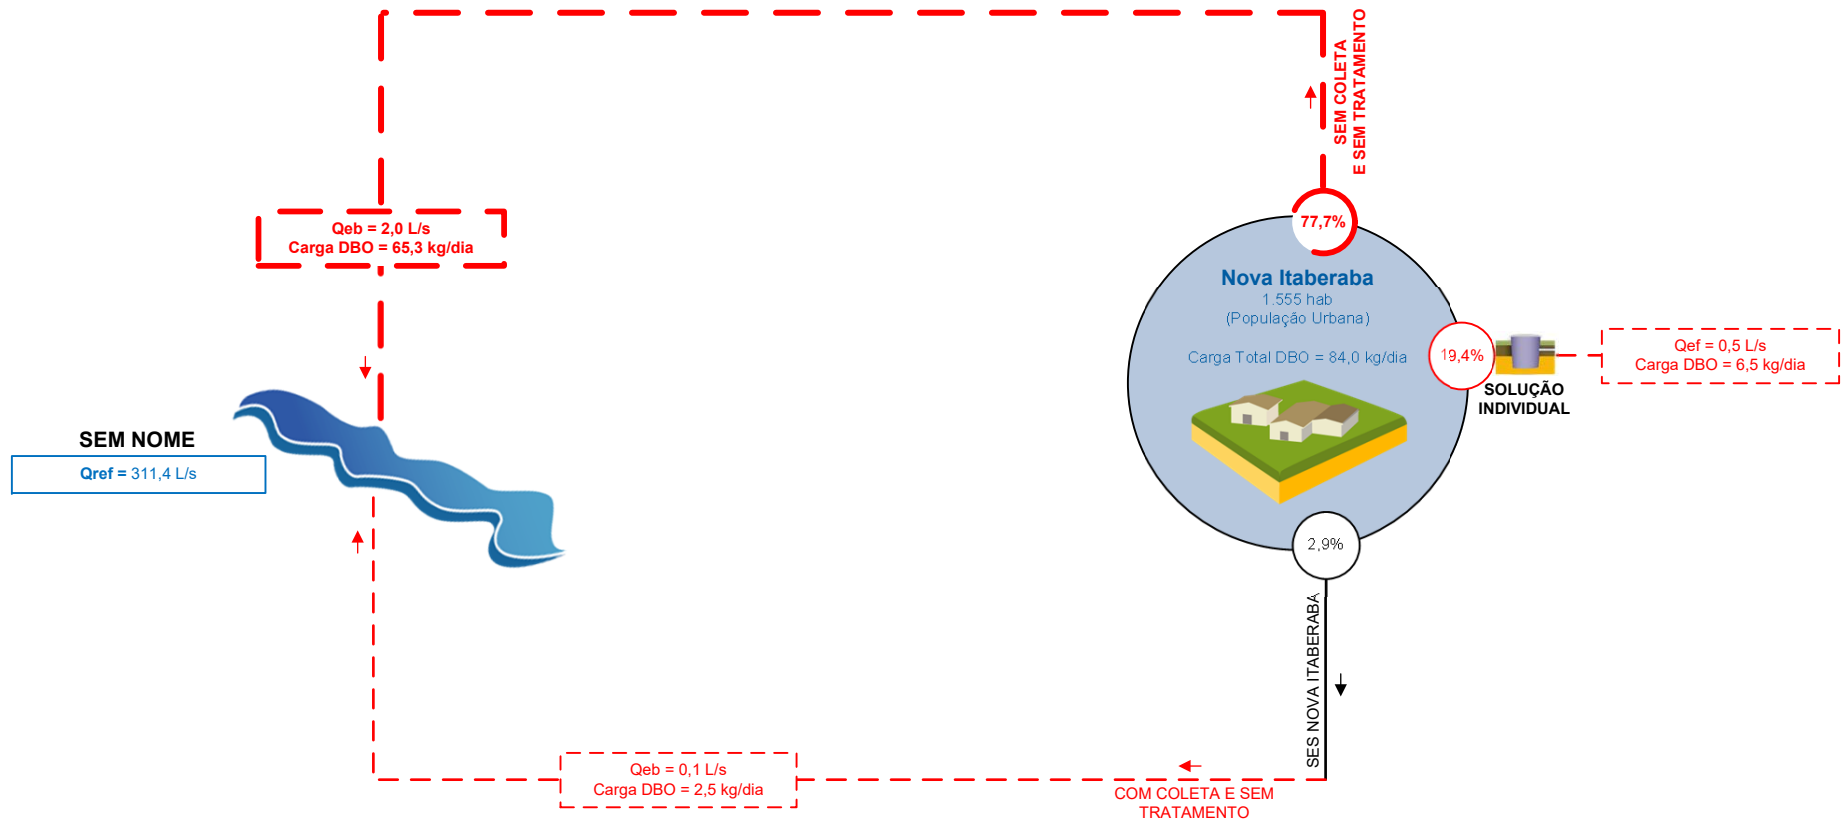 SEM COLETA
E SEM TRATAMENTO
77,7%
Qeb = 2,0 L/s
Carga DBO = 65,3 kg/dia
Nova Itaberaba
1.555 hab
(População Urbana)
Carga Total DBO = 84,0 kg/dia
19,4%
SOLUÇÃO
INDIVIDUAL
Qef = 0,5 L/s
Carga DBO = 6,5 kg/dia
SEM NOME
Qref = 311,4 L/s
2,9%
SES NOVA ITABERABA
Qeb = 0,1 L/s
Carga DBO = 2,5 kg/dia
COM COLETA E SEM
TRATAMENTO